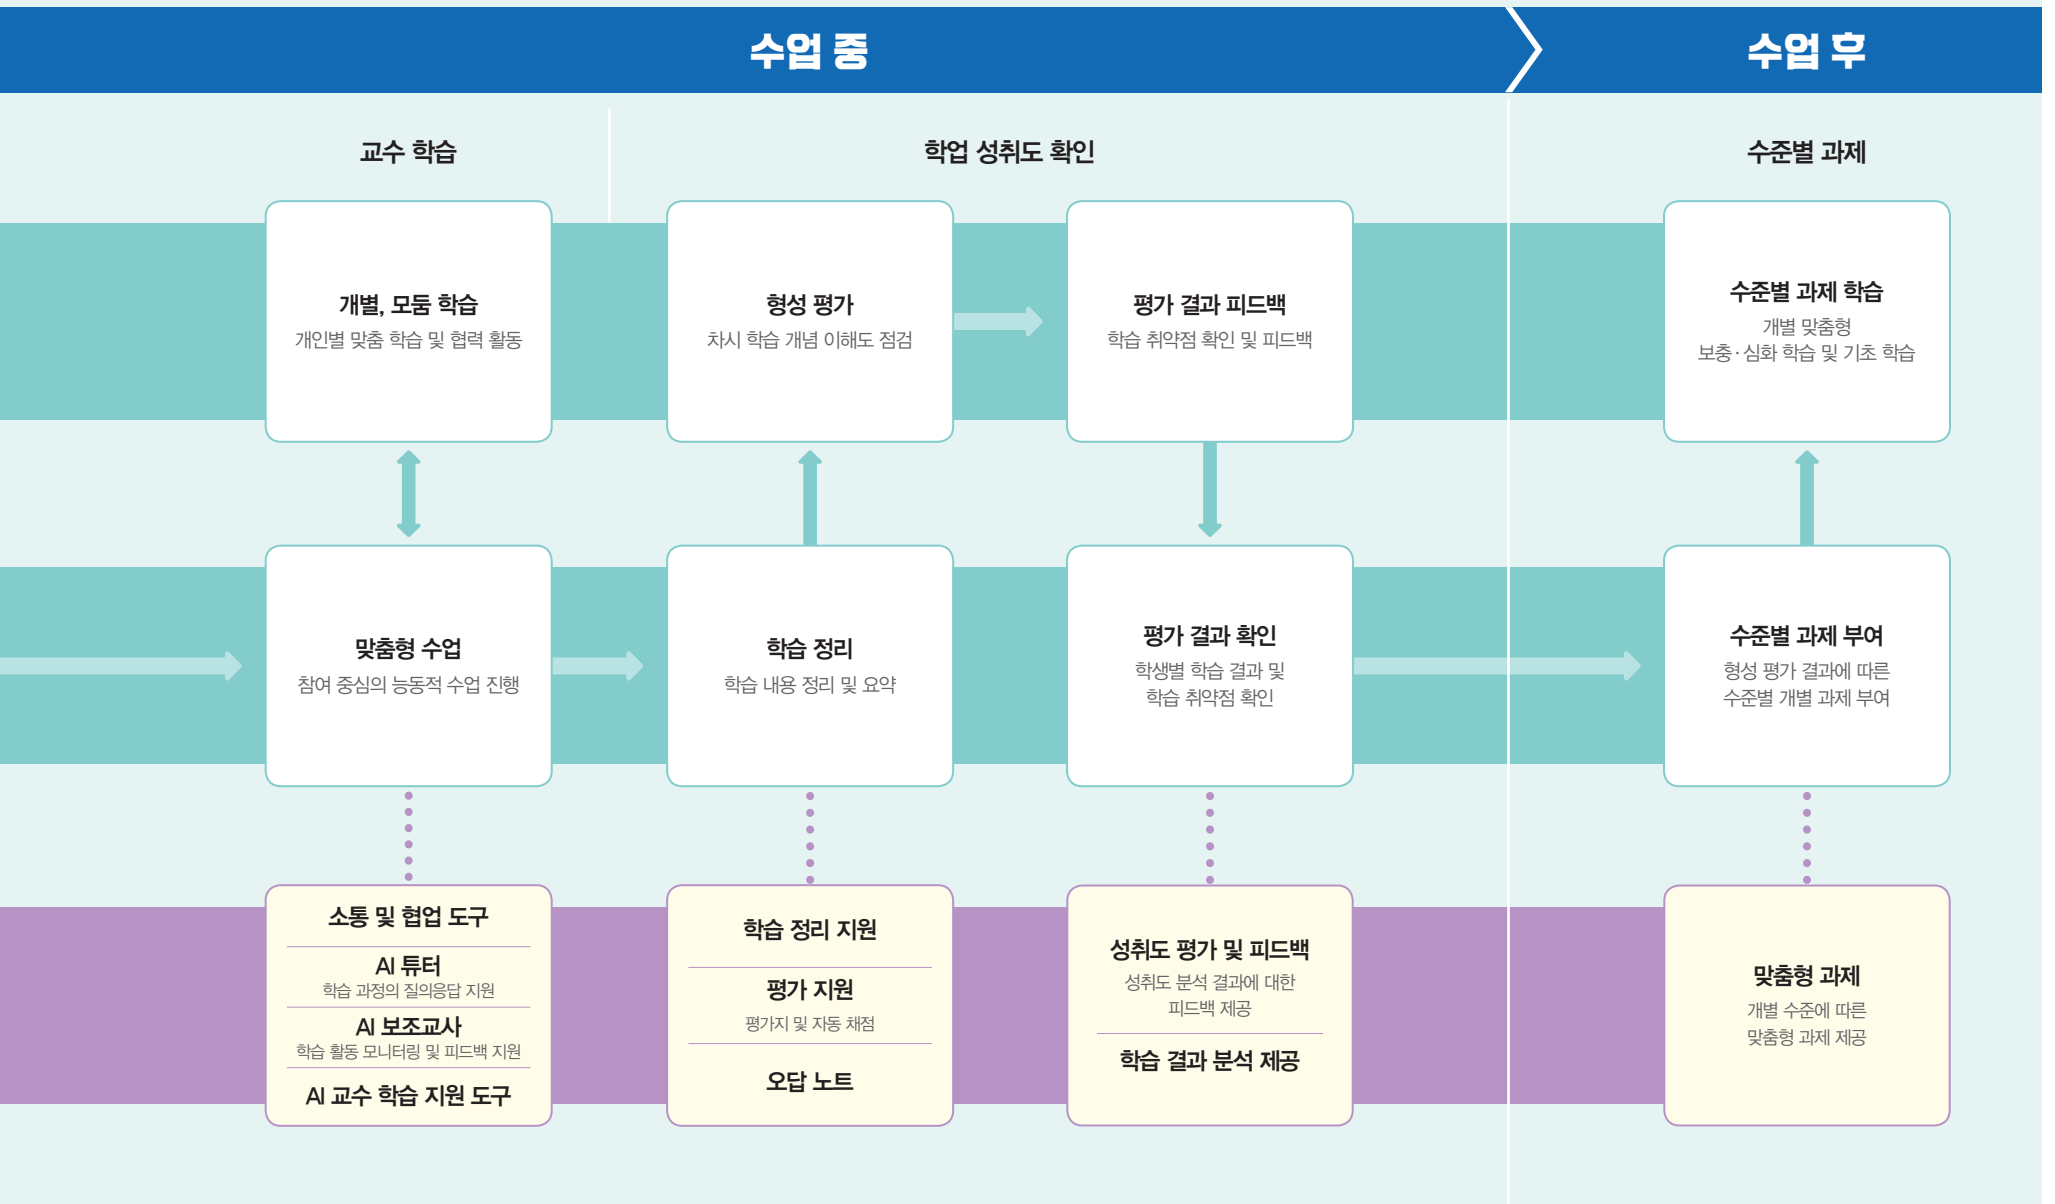 수업 중
수업 후
교수 학습
학업 성취도 확인
수준별 과제
개별, 모둠 학습
개인별 맞춤 학습 및 협력 활동
형성 평가
차시 학습 개념 이해도 점검
평가 결과 피드백
학습 취약점 확인 및 피드백
수준별 과제 학습
개별 맞춤형
보충·심화 학습 및 기초 학습
맞춤형 수업
참여 중심의 능동적 수업 진행
학습 정리
학습 내용 정리 및 요약
평가 결과 확인
학생별 학습 결과 및
학습 취약점 확인
수준별 과제 부여
형성 평가 결과에 따른
수준별 개별 과제 부여
소통 및 협업 도구
AI 튜터
학습 과정의 질의응답 지원
AI 보조교사
학습 활동 모니터링 및 피드백 지원
AI 교수 학습 지원 도구
학습 정리 지원
평가 지원
평가지 및 자동 채점
오답 노트
성취도 평가 및 피드백
성취도 분석 결과에 대한
피드백 제공
학습 결과 분석 제공
맞춤형 과제
개별 수준에 따른
맞춤형 과제 제공